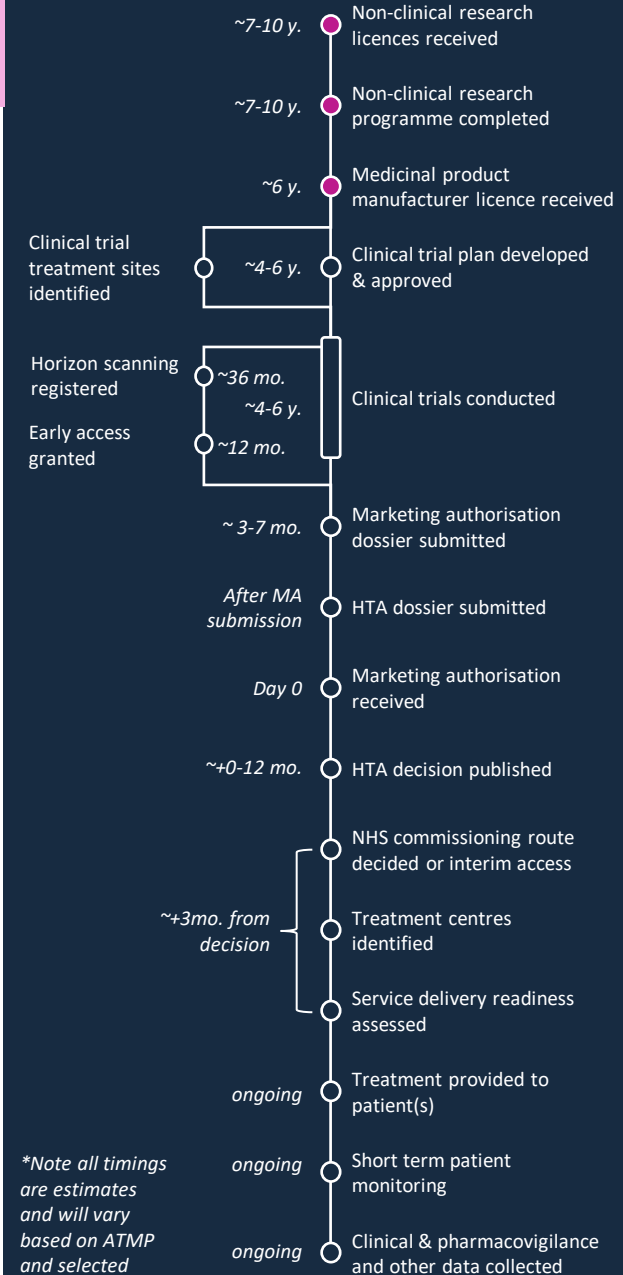 ~7-10 y.
Non-clinical research
licences received
~7-10 y.
Non-clinical research
programme completed
~6 y.
Medicinal product
manufacturer licence received
Clinical trial
treatment sites
identified
~4-6 y.
Clinical trial plan developed
& approved
Horizon scanning
registered
~36 mo.
~4-6 y.
Clinical trials conducted
Early access
granted
~12 mo.
~ 3-7 mo.
Marketing authorisation
dossier submitted
After MA
submission
HTA dossier submitted
Day 0
Marketing authorisation
received
~+0-12 mo.
HTA decision published
NHS commissioning route
decided or interim access
~+3mo. from
decision
Treatment centres
identified
Service delivery readiness
assessed
ongoing
Treatment provided to
patient(s)
ongoing
Short term patient
monitoring
ongoing
Clinical & pharmacovigilance
and other data collected
*Note all timings
are estimates
and will vary
based on ATMP
and selected